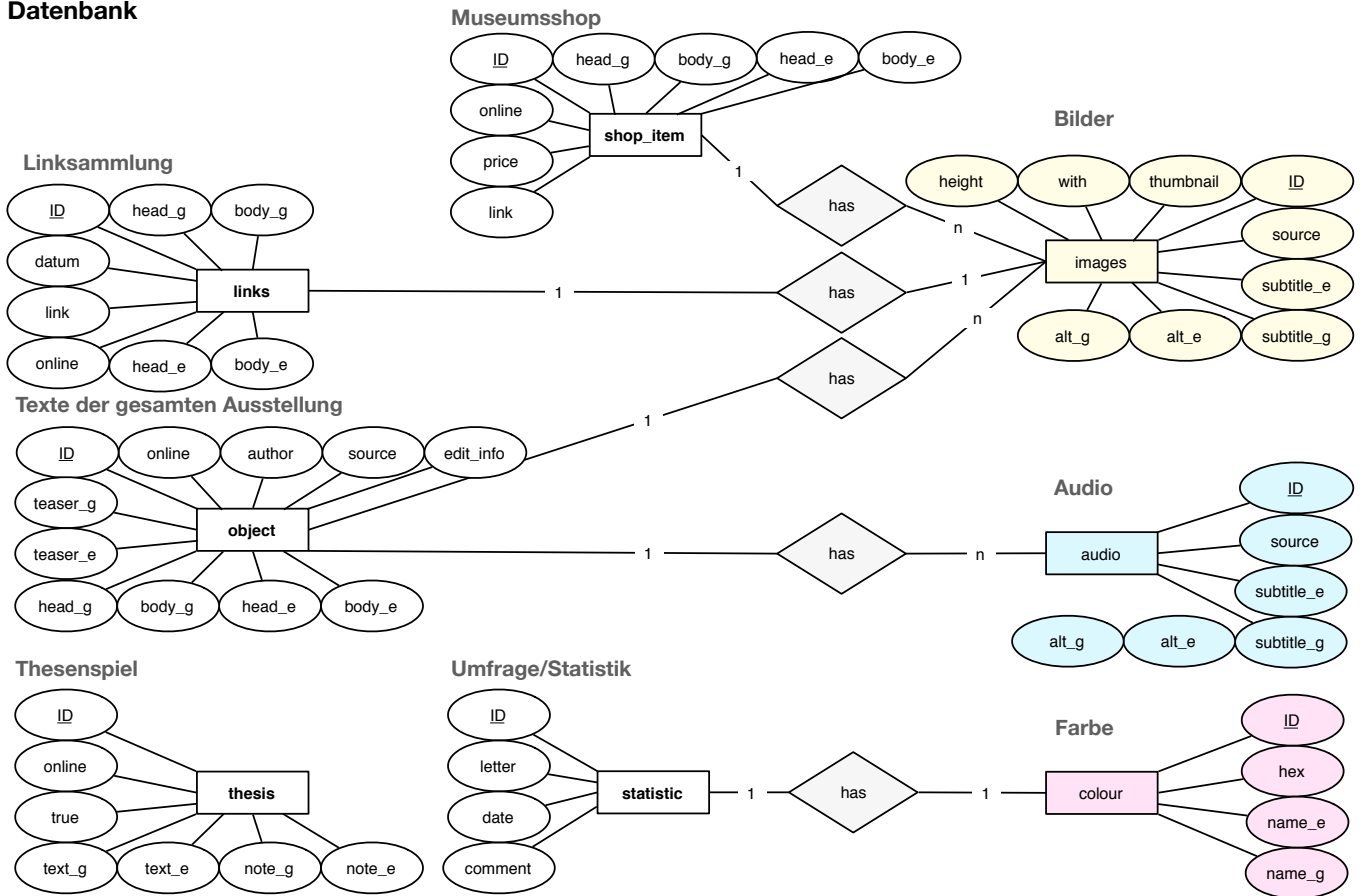 Datenbank
Museumsshop
ID
head_g
body_g
head_e
body_e
online
price
link
shop_item
1
has
n
Bilder
height
with
thumbnail
ID
source
subtitle_e
subtitle_g
alt_g
alt_e
images
Linksammlung
ID
head_g
body_g
datum
link
online
head_e
body_e
links
1
has
1
Texte der gesamten Ausstellung
ID
online
author
source
edit_info
teaser_g
teaser_e
head_g
body_g
head_e
body_e
object
1
has
n
1
has
n
Audio
audio
ID
source
subtitle_e
subtitle_g
alt_g
alt_e
Thesenspiel
ID
online
true
text_g
text_e
note_g
note_e
thesis
Umfrage/Statistik
ID
letter
date
comment
statistic
1
has
1
Farbe
colour
ID
hex
name_e
name_g